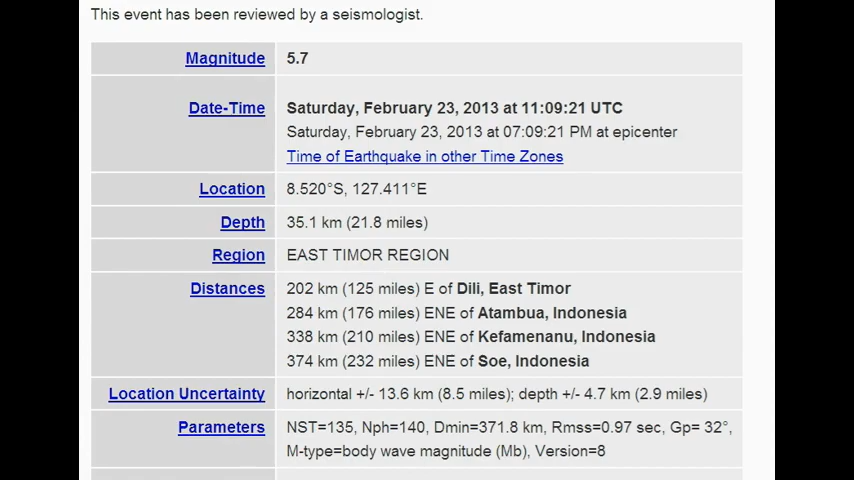 This event has been reviewed by a seismologist.
Magnitude 5.7
Date-Time Saturday, February 23, 2013 at 11:09:21 UTC
Saturday, February 23, 2013 at 07:09:21 PM at epicenter
Time of Earthquake in other Time Zones
Location 8.520°S, 127.411°E
Depth 35.1 km (21.8 miles)
Region EAST TIMOR REGION
Distances 202 km (125 miles) E of Dili, East Timor
284 km (176 miles) ENE of Atambua, Indonesia
338 km (210 miles) ENE of Kefamenanu, Indonesia
374 km (232 miles) ENE of Soe, Indonesia
Location Uncertainty horizontal +/- 13.6 km (8.5 miles); depth +/- 4.7 km (2.9 miles)
Parameters NST=135, Nph=140, Dmin=371.8 km, Rmss=0.97 sec, Gp= 32°,
M-type=body wave magnitude (Mb), Version=8